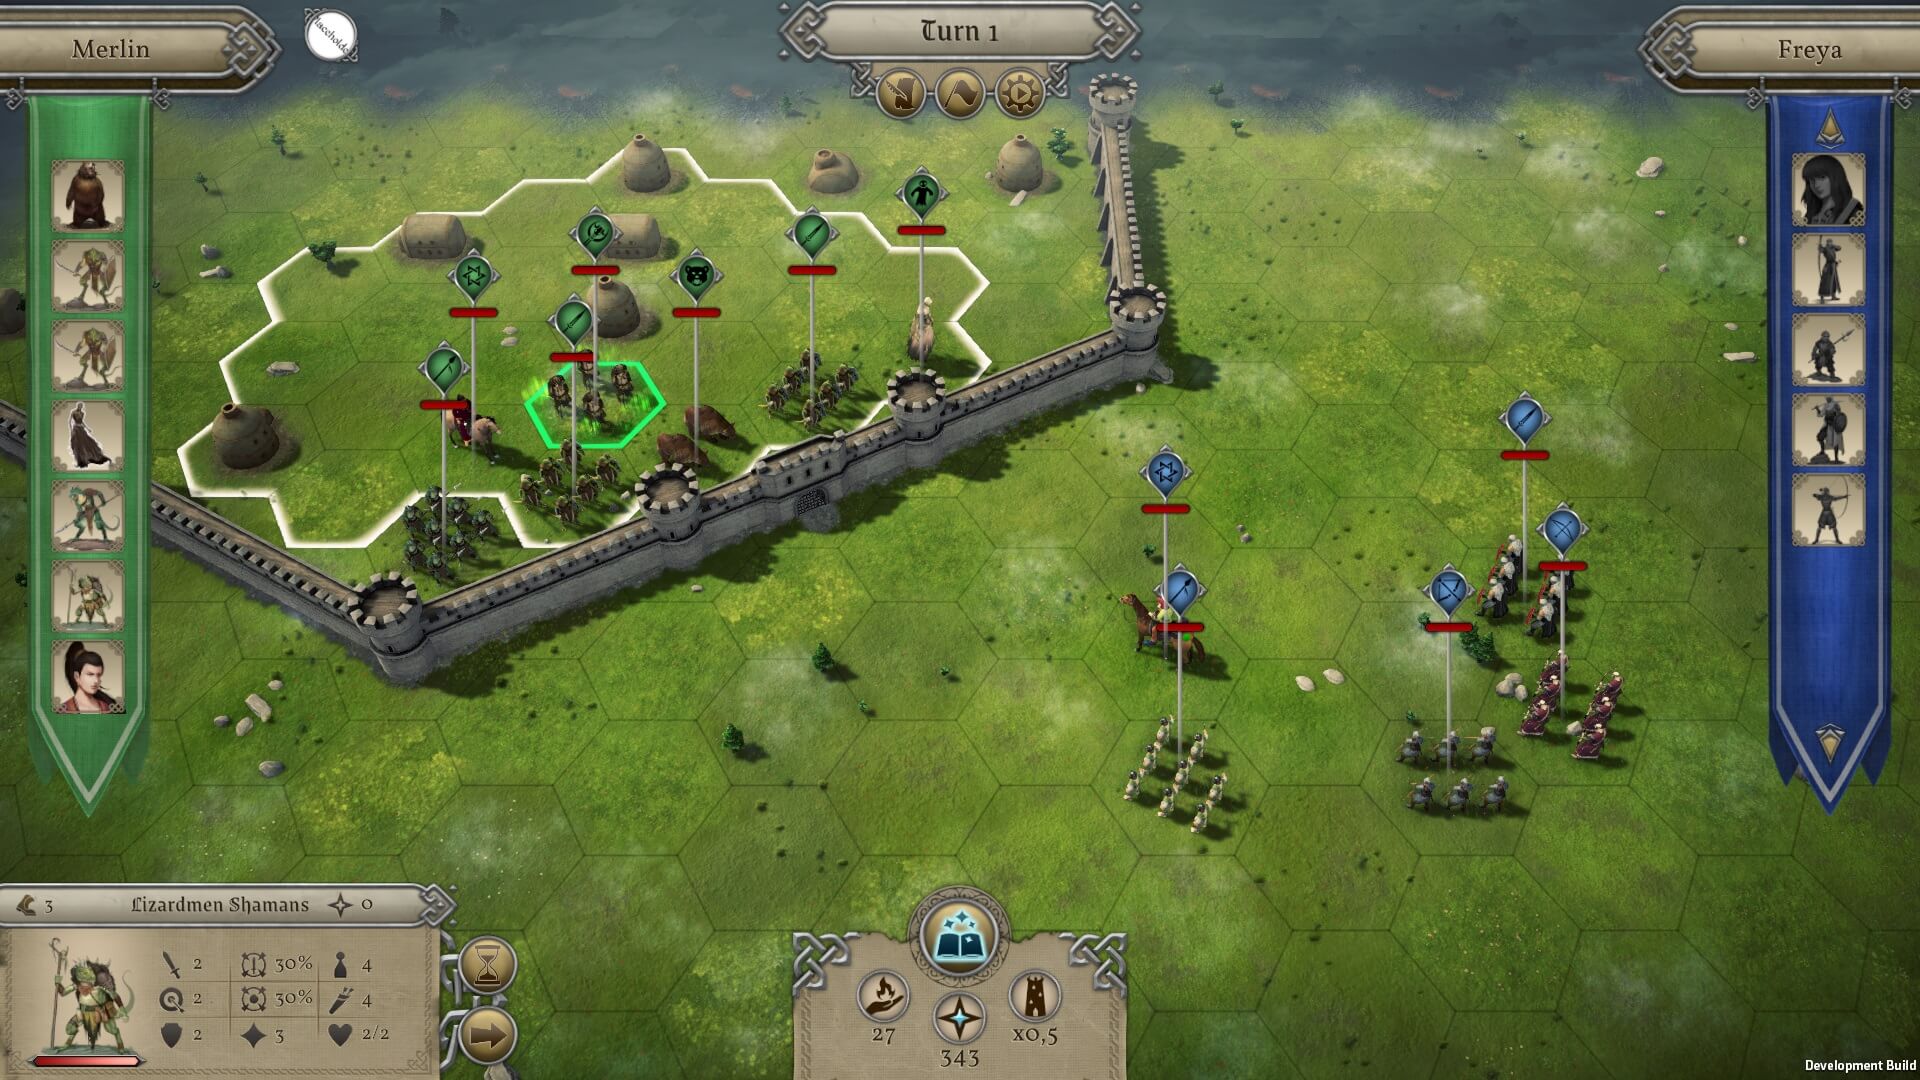 Merlin
Placeholder
Turn 1
Freya
3
Lizardmen Shamans
0
2
30%
4
2
30%
4
2
3
2/2
27
343
x0,5
Development Build